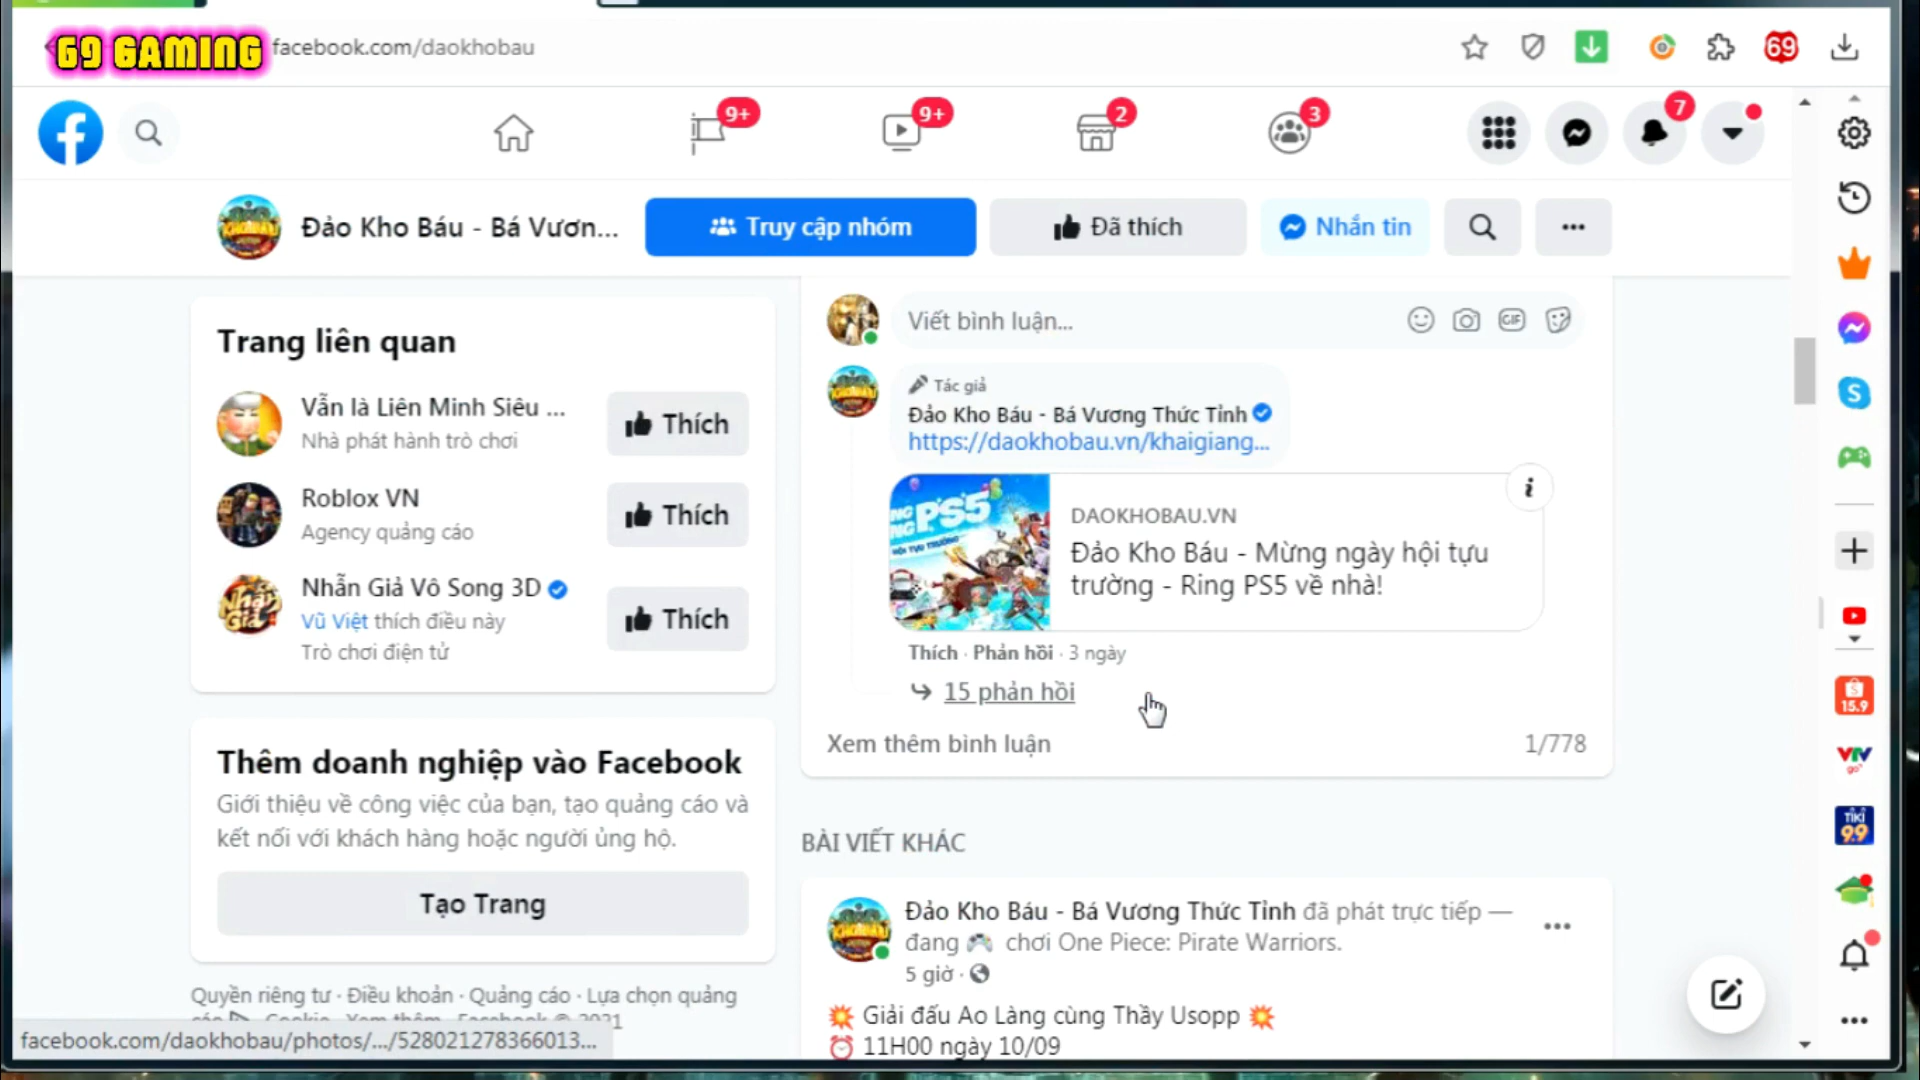 69 GAMING
facebook.com/daokhobau
69
9+
9+
2
3
7
Đảo Kho Báu - Bá Vươn...
Truy cập nhóm
Đã thích
Nhắn tin
Trang liên quan
Vẫn là Liên Minh Siêu ...
Nhà phát hành trò chơi
Thích
Roblox VN
Agency quảng cáo
Thích
Nhẫn Giả Vô Song 3D
Vũ Việt thích điều này
Trò chơi điện tử
Thích
Thêm doanh nghiệp vào Facebook
Giới thiệu về công việc của bạn, tạo quảng cáo và
kết nối với khách hàng hoặc người ủng hộ.
Tạo Trang
Quyền riêng tư · Điều khoản · Quảng cáo · Lựa chọn quảng
facebook.com/daokhobau/photos/.../528021278366013...
Viết bình luận...
GIF
Tác giả
Đảo Kho Báu - Bá Vương Thức Tỉnh
https://daokhobau.vn/khaigiang...
PS5
DAOKHOBAU.VN
Đảo Kho Báu - Mừng ngày hội tựu
trường - Ring PS5 về nhà!
Thích · Phản hồi · 3 ngày
15 phản hồi
Xem thêm bình luận
1/778
BÀI VIẾT KHÁC
Đảo Kho Báu - Bá Vương Thức Tỉnh đã phát trực tiếp —
đang chơi One Piece: Pirate Warriors.
5 giờ ·
Giải đấu Ao Làng cùng Thầy Usopp
11H00 ngày 10/09
15.9
VTV
go
TIKI
9.9